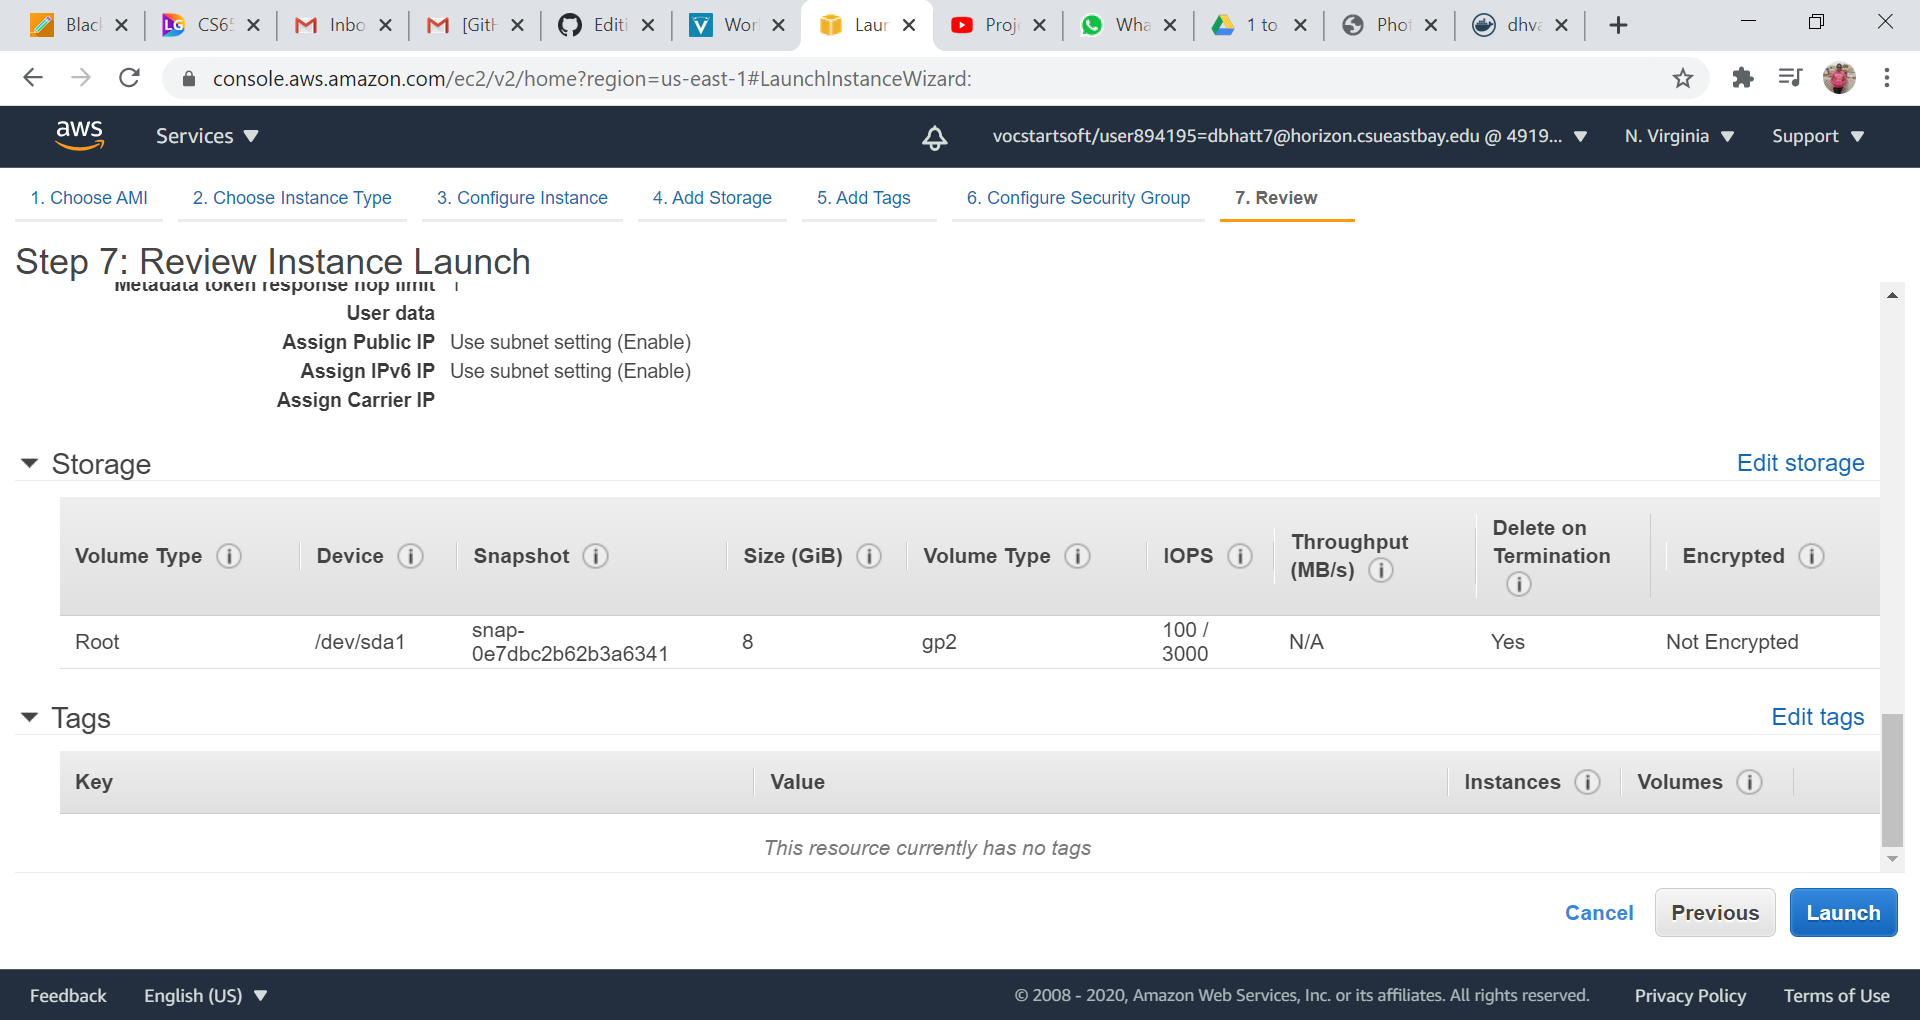 Blac
CS65
Inbo
[GitH
Editi
Wor
Laun
Proj
Wha
1 to
Phot
dhva
console.aws.amazon.com/ec2/v2/home?region=us-east-1#LaunchInstanceWizard:
aws
Services
vocstartsoft/user894195=dbhatt7@horizon.csueastbay.edu @ 4919...
N. Virginia
Support
1. Choose AMI
2. Choose Instance Type
3. Configure Instance
4. Add Storage
5. Add Tags
6. Configure Security Group
7. Review
Step 7: Review Instance Launch
Metadata token response hop limit 1
User data
Assign Public IP Use subnet setting (Enable)
Assign IPv6 IP Use subnet setting (Enable)
Assign Carrier IP
Storage
Edit storage
Volume Type
Device
Snapshot
Size (GiB)
Volume Type
IOPS
Throughput
(MB/s)
Delete on
Termination
Encrypted
Root
/dev/sda1
snap-
0e7dbc2b62b3a6341
8
gp2
100 /
3000
N/A
Yes
Not Encrypted
Tags
Edit tags
Key
Value
Instances
Volumes
This resource currently has no tags
Cancel
Previous
Launch
Feedback
English (US)
© 2008 - 2020, Amazon Web Services, Inc. or its affiliates. All rights reserved.
Privacy Policy
Terms of Use